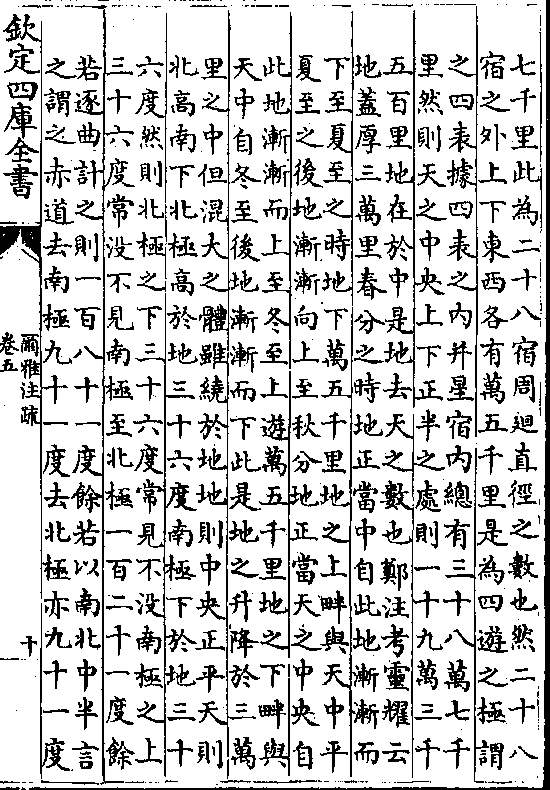 七千里此為二十八宿周迴直徑之數也然二十八
宿之外上下東西各有萬五千里是為四遊之極謂
之四表據四表之內并星宿內總有三十八萬七千
里然則天之中央上下正半之處則一十九萬三千
五百里地在於中是地去天之數也鄭注考靈耀云
地蓋厚三萬里春分之時地正當中自此地漸漸而
下至夏至之時地下萬五千里地之上畔與天中平
夏至之後地漸漸向上至秋分地正當天之中央自
此地漸漸而上至冬至上遊萬五千里地之下畔與
天中自冬至後地漸漸而下此是地之升降於三萬
里之中但混大之體雖繞於地地則中央正平天則
北高南下北極高於地三十六度南極下於地三十
六度然則北極之下三十六度常見不没南極之上
三十六度常没不見南極至北極一百二十一度餘
若逐曲計之則一百八十一度餘若以南北中半言
之謂之赤道去南極九十一度去北極亦九十一度
欽定四庫全書
爾雅注疏
卷五
十